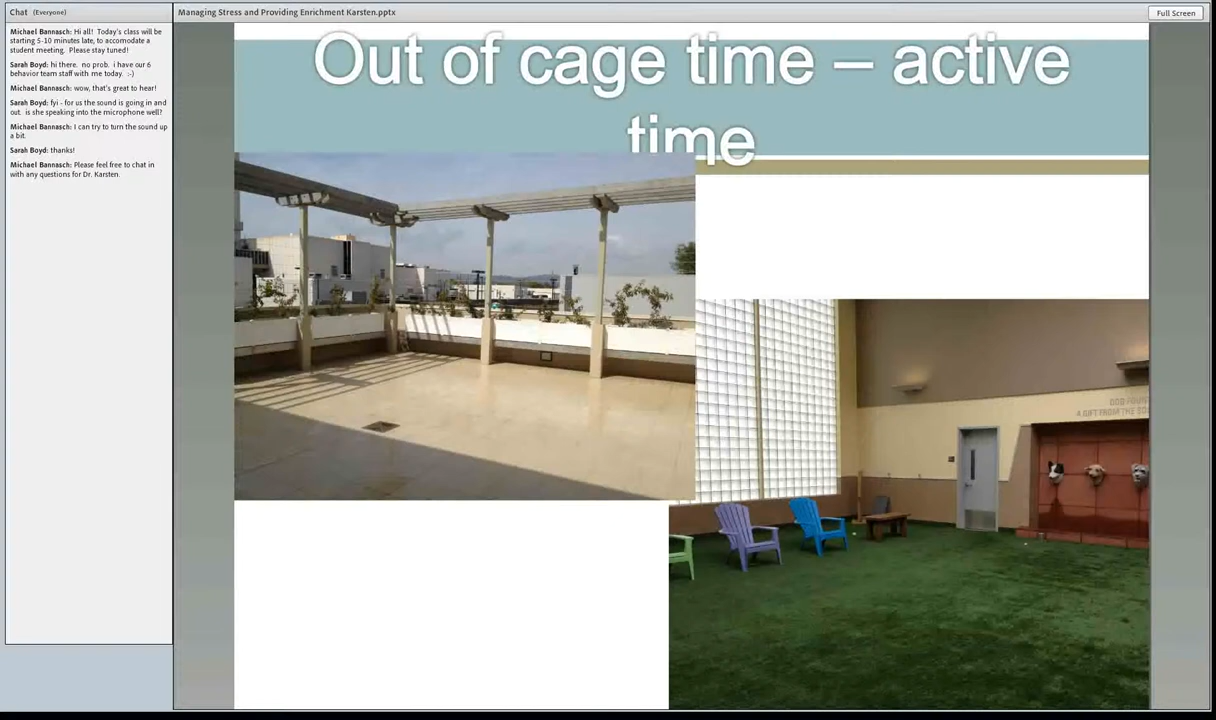 Chat (Everyone)
Michael Bannasch: Hi all! Today's class will be
starting 5-10 minutes late, to accomodate a
student meeting. Please stay tuned!
Sarah Boyd: hi there. no prob. i have our 6
behavior team staff with me today. :-)
Michael Bannasch: wow, that's great to hear!
Sarah Boyd: fyi - for us the sound is going in and
out. is she speaking into the microphone well?
Michael Bannasch: I can try to turn the sound up
a bit.
Sarah Boyd: thanks!
Michael Bannasch: Please feel free to chat in
with any questions for Dr. Karsten.
Managing Stress and Providing Enrichment Karsten.pptx
Full Screen
Out of cage time – active
time
A GIFT FROM THE